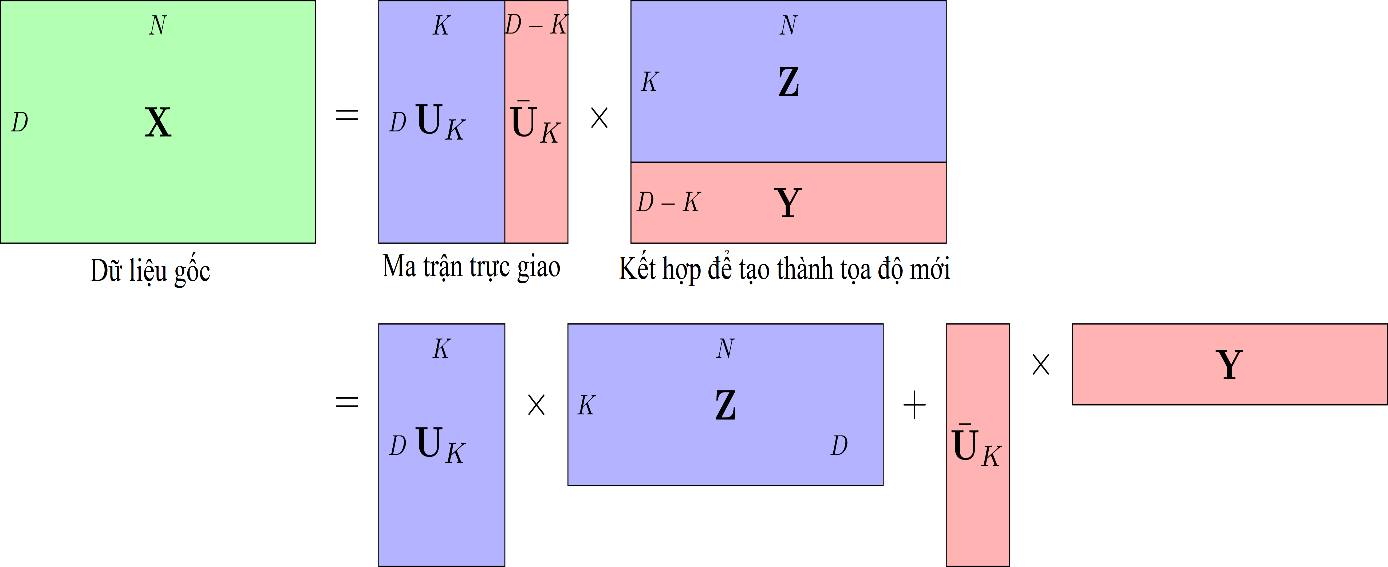 N K D − K N
D X = D U_K Ū_K × K Z
D − K Y
Dữ liệu gốc Ma trận trực giao Kết hợp để tạo thành tọa độ mới
K N
= D U_K × K Z D + Ū_K × Y